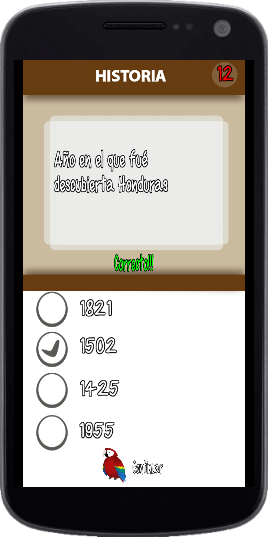 HISTORIA
12
Año en el que fué
descubierta Honduras
Correcto!!!
1821
1502
1425
1955